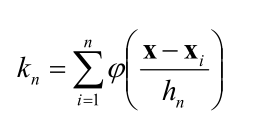 $k_n = \sum_{i=1}^{n} \varphi\left(\frac{\mathbf{x} - \mathbf{x}_i}{h_n}\right)$